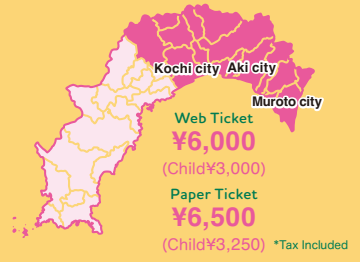 Kochi city
Aki city
Muroto city
Web Ticket
¥6,000
(Child¥3,000)
Paper Ticket
¥6,500
(Child¥3,250) *Tax Included